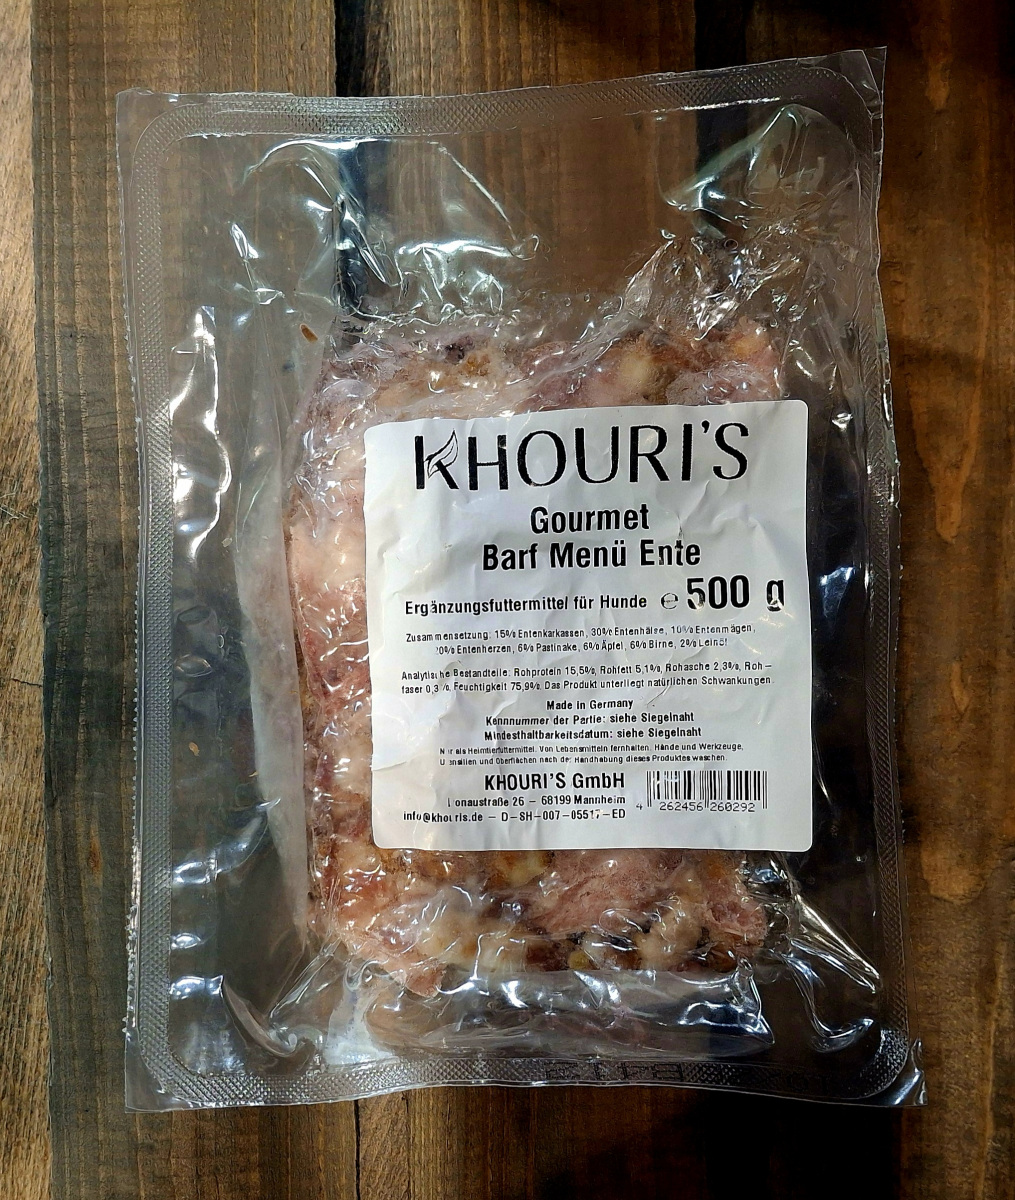 KHOURI'S
Gourmet
Barf Menü Ente
Ergänzungsfuttermittel für Hunde ℮ 500 g
Zusammensetzung: 15% Entenkarkassen, 30% Entenhälse, 10% Entenmägen,
Entenherzen, 6% Pastinake, 6% Äpfel, 6% Birne, 2% Leinöl
Analytische Bestandteile: Rohprotein 15,5%, Rohfett 5,1%, Rohasche 2,3%, Roh-
faser 0,3%, Feuchtigkeit 75,9%. Das Produkt unterliegt natürlichen Schwankungen.
Made in Germany
Kennnummer der Partie: siehe Siegelnaht
Mindesthaltbarkeitsdatum: siehe Siegelnaht
Nur als Heimtierfuttermittel. Von Lebensmitteln fernhalten. Hände und Werkzeuge,
Utensilien und Oberflächen nach der Handhabung dieses Produktes waschen.
KHOURI'S GmbH
Donaustraße 26 – 68199 Mannheim
info@khouris.de – D-SH-007-05517-ED
4 262456 260292